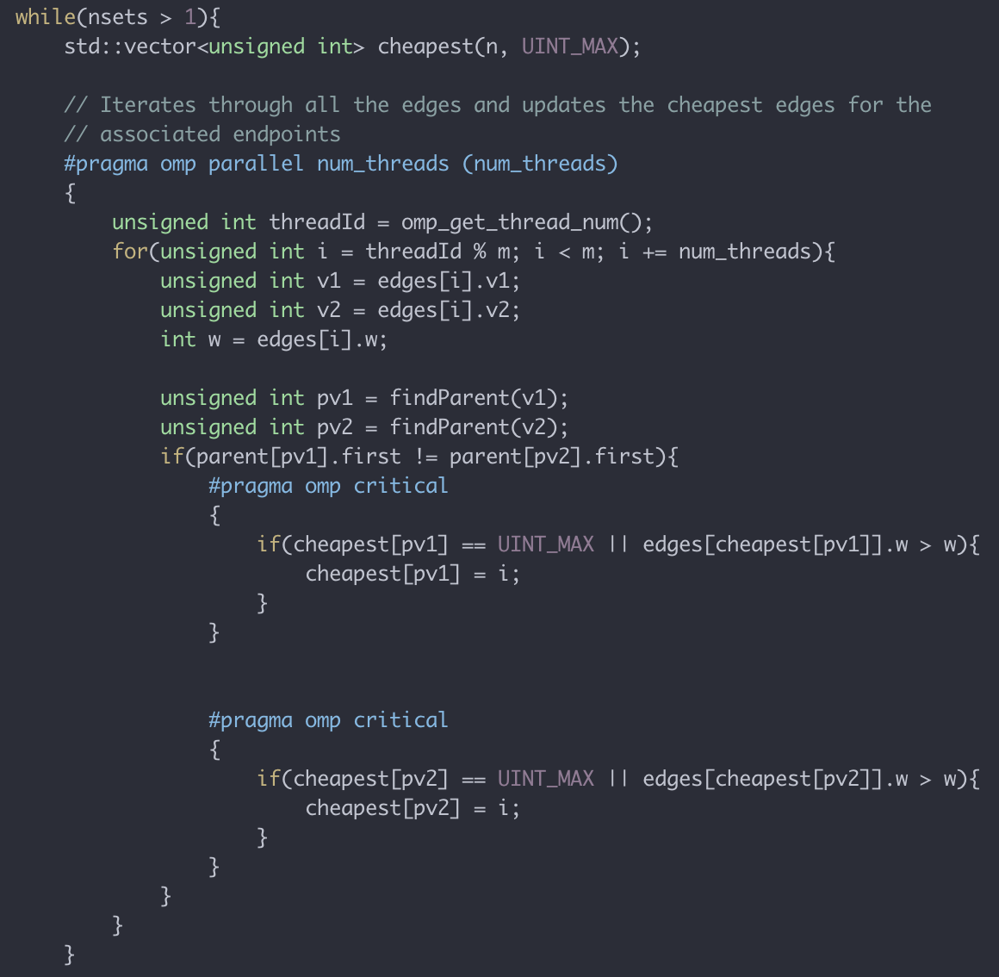 while(nsets > 1){
    std::vector<unsigned int> cheapest(n, UINT_MAX);

    // Iterates through all the edges and updates the cheapest edges for the
    // associated endpoints
    #pragma omp parallel num_threads (num_threads)
    {
        unsigned int threadId = omp_get_thread_num();
        for(unsigned int i = threadId % m; i < m; i += num_threads){
            unsigned int v1 = edges[i].v1;
            unsigned int v2 = edges[i].v2;
            int w = edges[i].w;

            unsigned int pv1 = findParent(v1);
            unsigned int pv2 = findParent(v2);
            if(parent[pv1].first != parent[pv2].first){
                #pragma omp critical
                {
                    if(cheapest[pv1] == UINT_MAX || edges[cheapest[pv1]].w > w){
                        cheapest[pv1] = i;
                    }
                }


                #pragma omp critical
                {
                    if(cheapest[pv2] == UINT_MAX || edges[cheapest[pv2]].w > w){
                        cheapest[pv2] = i;
                    }
                }
            }
        }
    }